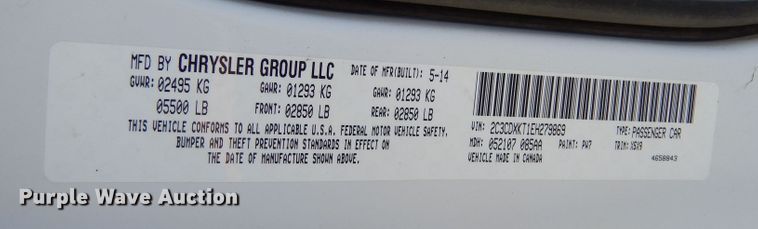 MFD BY CHRYSLER GROUP LLC DATE OF MFR(BUILT): 5-14
GVWR: 02495 KG GAWR: 01293 KG GAWR: 01293 KG
05500 LB FRONT: 02850 LB REAR: 02850 LB
THIS VEHICLE CONFORMS TO ALL APPLICABLE U.S.A. FEDERAL MOTOR VEHICLE SAFETY,
BUMPER AND THEFT PREVENTION STANDARDS IN EFFECT ON
THE DATE OF MANUFACTURE SHOWN ABOVE.
VIN: 2C3CDXKT1EH279869 TYPE: PASSENGER CAR
MDH: 052107 085AA PAINT: PW7 TRIM: X5X9
VEHICLE MADE IN CANADA 4658843
Purple Wave Auction